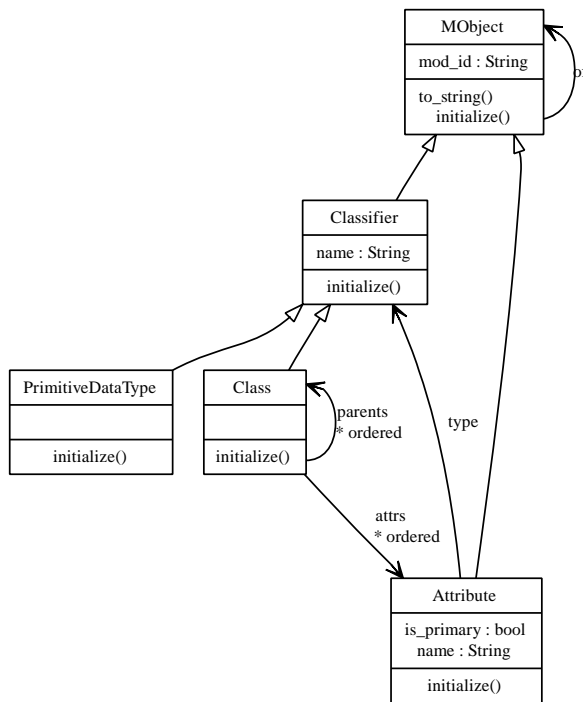 MObject
mod_id : String
to_string()
initialize()
Classifier
name : String
initialize()
PrimitiveDataType
initialize()
Class
initialize()
parents
* ordered
type
attrs
* ordered
Attribute
is_primary : bool
name : String
initialize()